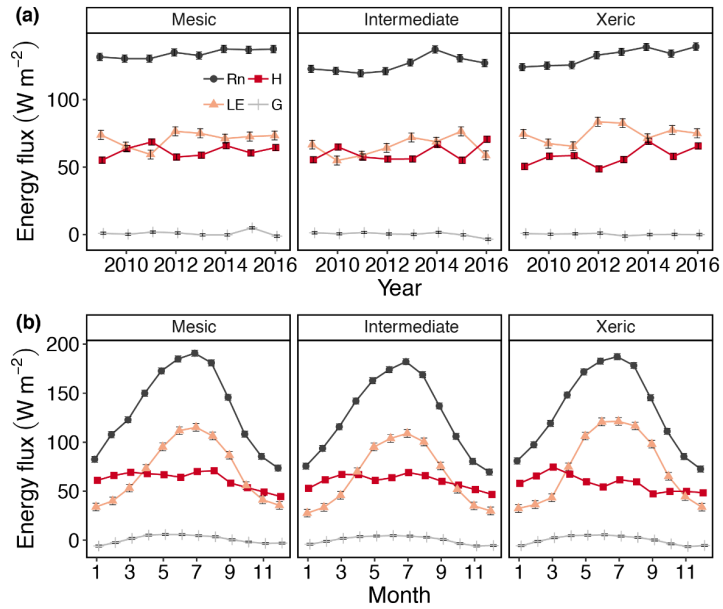 (a)
Mesic
Intermediate
Xeric
Energy flux (W m−2)
100
50
0
Rn H
LE G
2010 2012 2014 2016
2010 2012 2014 2016
2010 2012 2014 2016
Year
(b)
Mesic
Intermediate
Xeric
Energy flux (W m−2)
200
150
100
50
0
1 3 5 7 9 11
1 3 5 7 9 11
1 3 5 7 9 11
Month